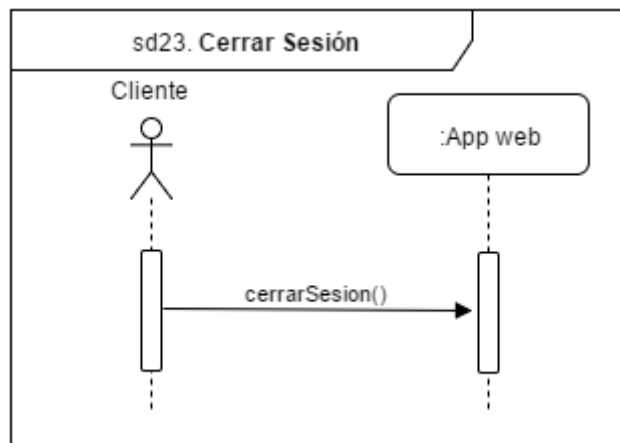 sd23. Cerrar Sesión
Cliente
:App web
cerrarSesion()